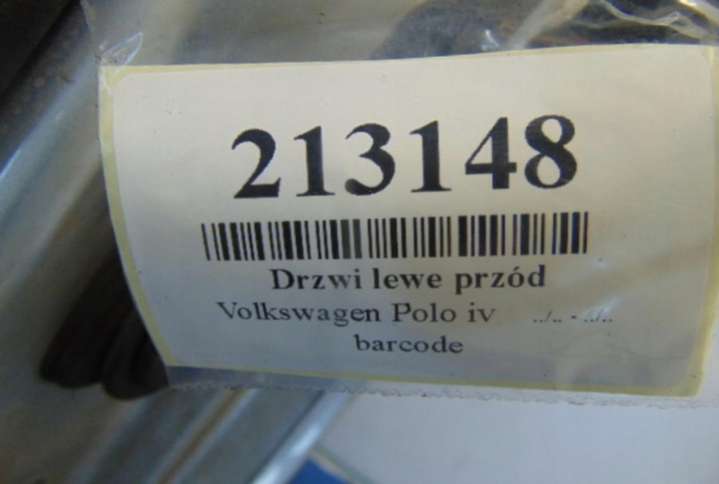 213148
Drzwi lewe przód
Volkswagen Polo iv ../.. - ../..
barcode